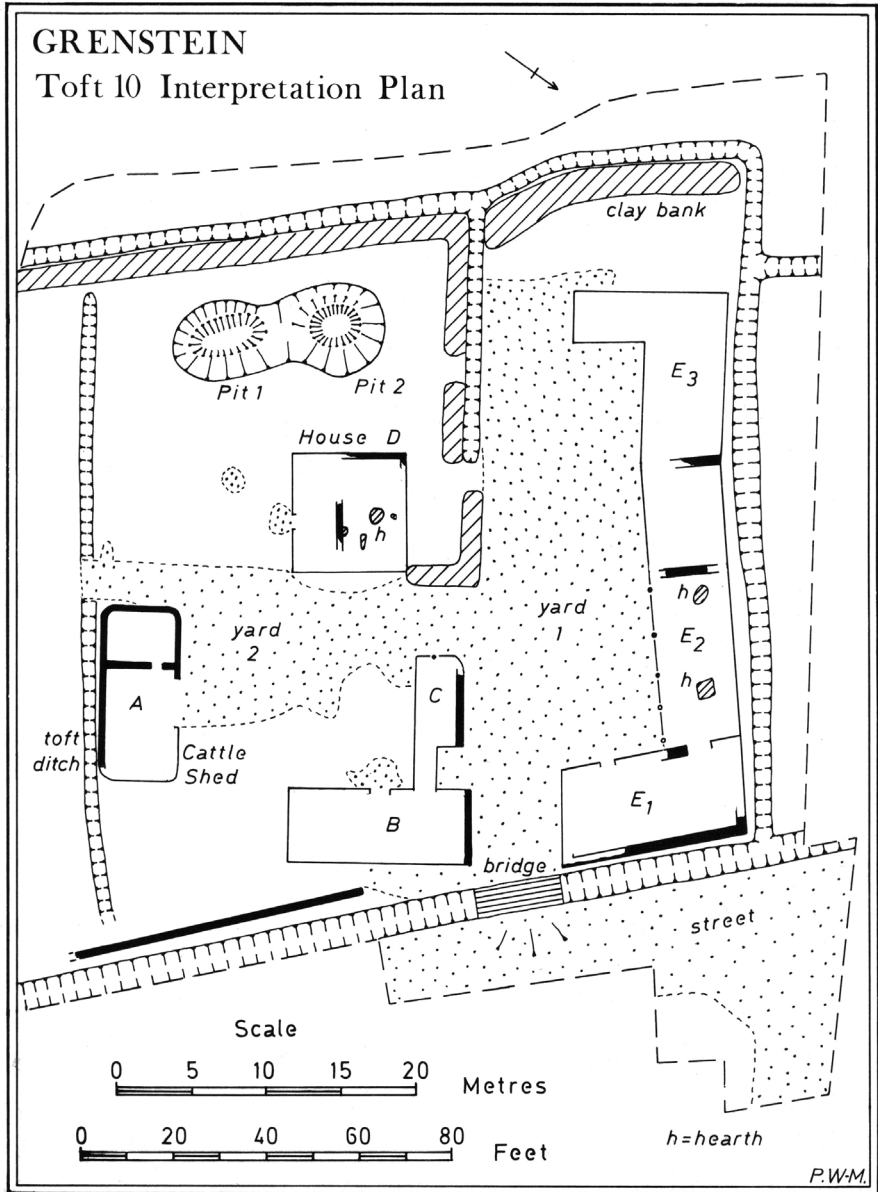 GRENSTEIN
Toft 10 Interpretation Plan
clay bank
Pit 1
Pit 2
E3
House D
h
h
yard
1
yard
2
E2
h
A
C
toft
ditch
Cattle
Shed
E1
B
bridge
street
Scale
0 5 10 15 20
Metres
0 20 40 60 80
Feet
h=hearth
P.W-M.